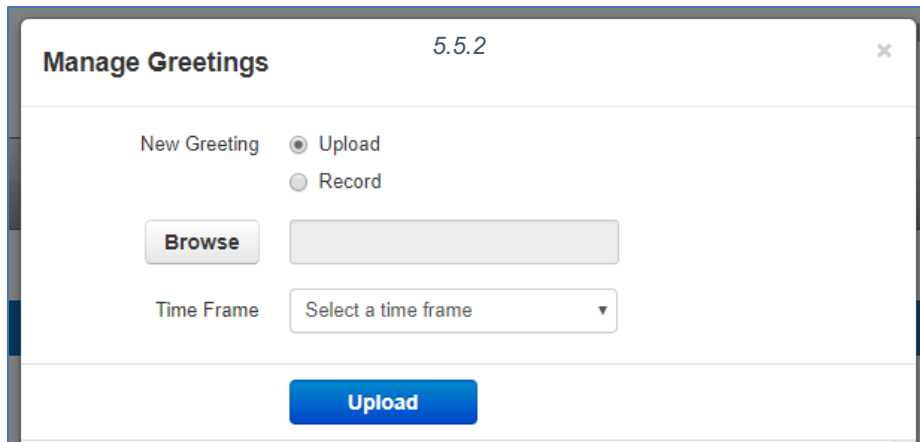 5.5.2
Manage Greetings ×
New Greeting Upload
Record
Browse
Time Frame Select a time frame
Upload